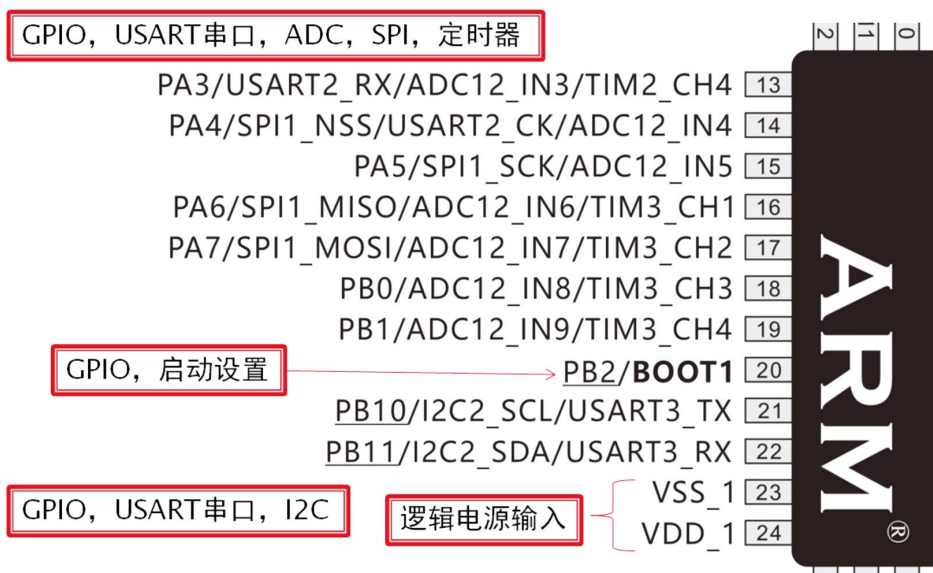 GPIO，USART串口，ADC，SPI，定时器
2 11 0
PA3/USART2_RX/ADC12_IN3/TIM2_CH4 13
PA4/SPI1_NSS/USART2_CK/ADC12_IN4 14
PA5/SPI1_SCK/ADC12_IN5 15
PA6/SPI1_MISO/ADC12_IN6/TIM3_CH1 16
PA7/SPI1_MOSI/ADC12_IN7/TIM3_CH2 17
PB0/ADC12_IN8/TIM3_CH3 18
PB1/ADC12_IN9/TIM3_CH4 19
GPIO，启动设置
PB2/BOOT1 20
PB10/I2C2_SCL/USART3_TX 21
PB11/I2C2_SDA/USART3_RX 22
GPIO，USART串口，I2C
逻辑电源输入
VSS_1 23
VDD_1 24
ARM®